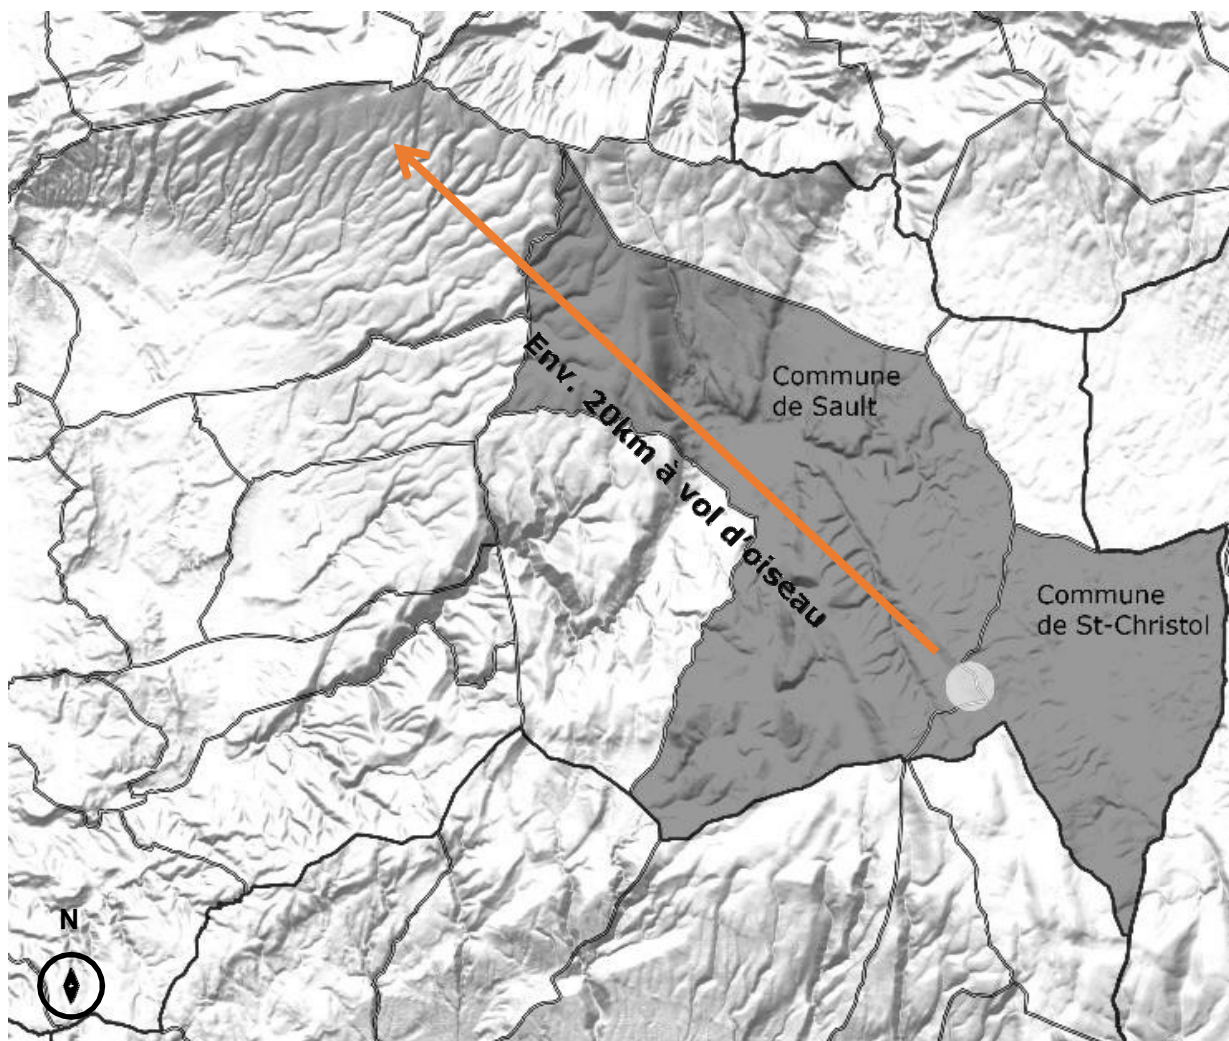 Commune
de Sault
Env. 20km à vol d'oiseau
Commune
de St-Christol
N